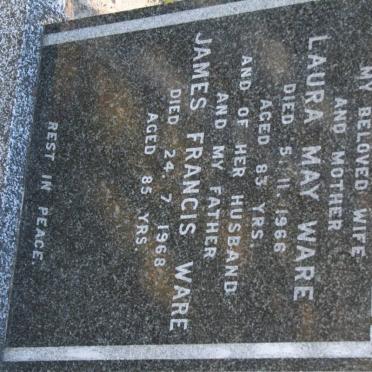 MY BELOVED WIFE
AND MOTHER
LAURA MAY WARE
DIED 5. 11. 1966
AGED 83 YRS.
AND OF HER HUSBAND
AND MY FATHER
JAMES FRANCIS WARE
DIED 24. 7 1968
AGED 85 YRS
REST IN PEACE.